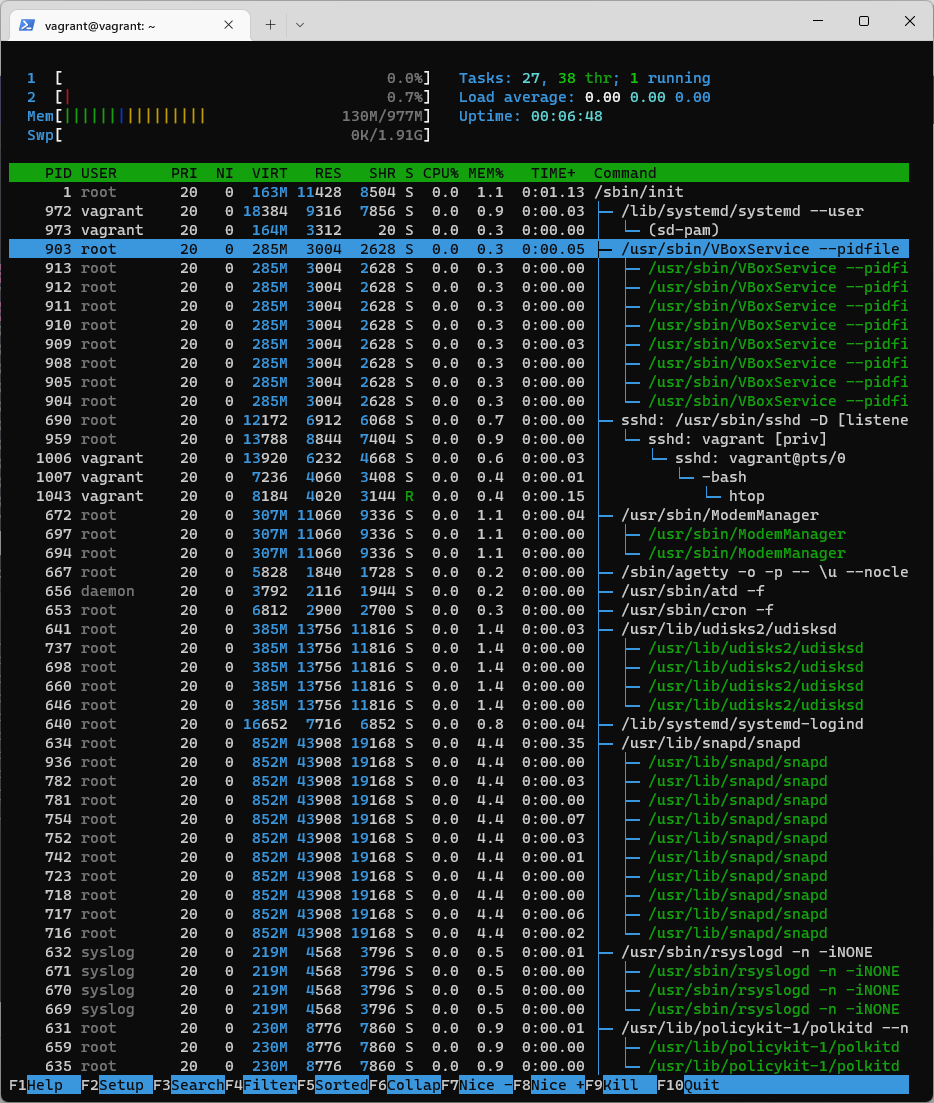 vagrant@vagrant: ~
1 [ 0.0%] Tasks: 27, 38 thr; 1 running
2 [| 0.7%] Load average: 0.00 0.00 0.00
Mem[|||||||||||||||| 130M/977M] Uptime: 00:06:48
Swp[ 0K/1.91G]
PID USER PRI NI VIRT RES SHR S CPU% MEM% TIME+ Command
1 root 20 0 163M 11428 8504 S 0.0 1.1 0:01.13 /sbin/init
972 vagrant 20 0 18384 9316 7856 S 0.0 0.9 0:00.03 ├─ /lib/systemd/systemd --user
973 vagrant 20 0 164M 3312 20 S 0.0 0.3 0:00.00 │ └─ (sd-pam)
903 root 20 0 285M 3004 2628 S 0.0 0.3 0:00.05 ├─ /usr/sbin/VBoxService --pidfile
913 root 20 0 285M 3004 2628 S 0.0 0.3 0:00.00 │ ├─ /usr/sbin/VBoxService --pidfi
912 root 20 0 285M 3004 2628 S 0.0 0.3 0:00.00 │ ├─ /usr/sbin/VBoxService --pidfi
911 root 20 0 285M 3004 2628 S 0.0 0.3 0:00.00 │ ├─ /usr/sbin/VBoxService --pidfi
910 root 20 0 285M 3004 2628 S 0.0 0.3 0:00.00 │ ├─ /usr/sbin/VBoxService --pidfi
909 root 20 0 285M 3004 2628 S 0.0 0.3 0:00.03 │ ├─ /usr/sbin/VBoxService --pidfi
908 root 20 0 285M 3004 2628 S 0.0 0.3 0:00.00 │ ├─ /usr/sbin/VBoxService --pidfi
905 root 20 0 285M 3004 2628 S 0.0 0.3 0:00.00 │ ├─ /usr/sbin/VBoxService --pidfi
904 root 20 0 285M 3004 2628 S 0.0 0.3 0:00.00 │ └─ /usr/sbin/VBoxService --pidfi
690 root 20 0 12172 6912 6068 S 0.0 0.7 0:00.00 ├─ sshd: /usr/sbin/sshd -D [listene
959 root 20 0 13788 8844 7404 S 0.0 0.9 0:00.00 │ └─ sshd: vagrant [priv]
1006 vagrant 20 0 13920 6232 4668 S 0.0 0.6 0:00.03 │ └─ sshd: vagrant@pts/0
1007 vagrant 20 0 7236 4060 3408 S 0.0 0.4 0:00.01 │ └─ -bash
1043 vagrant 20 0 8184 4020 3144 R 0.0 0.4 0:00.15 │ └─ htop
672 root 20 0 307M 11060 9336 S 0.0 1.1 0:00.04 ├─ /usr/sbin/ModemManager
697 root 20 0 307M 11060 9336 S 0.0 1.1 0:00.00 │ ├─ /usr/sbin/ModemManager
694 root 20 0 307M 11060 9336 S 0.0 1.1 0:00.00 │ └─ /usr/sbin/ModemManager
667 root 20 0 5828 1840 1728 S 0.0 0.2 0:00.00 ├─ /sbin/agetty -o -p -- \u --nocle
656 daemon 20 0 3792 2116 1944 S 0.0 0.2 0:00.00 ├─ /usr/sbin/atd -f
653 root 20 0 6812 2900 2700 S 0.0 0.3 0:00.00 ├─ /usr/sbin/cron -f
641 root 20 0 385M 13756 11816 S 0.0 1.4 0:00.03 ├─ /usr/lib/udisks2/udisksd
737 root 20 0 385M 13756 11816 S 0.0 1.4 0:00.00 │ ├─ /usr/lib/udisks2/udisksd
698 root 20 0 385M 13756 11816 S 0.0 1.4 0:00.00 │ ├─ /usr/lib/udisks2/udisksd
660 root 20 0 385M 13756 11816 S 0.0 1.4 0:00.00 │ ├─ /usr/lib/udisks2/udisksd
646 root 20 0 385M 13756 11816 S 0.0 1.4 0:00.00 │ └─ /usr/lib/udisks2/udisksd
640 root 20 0 16652 7716 6852 S 0.0 0.8 0:00.04 ├─ /lib/systemd/systemd-logind
634 root 20 0 852M 43908 19168 S 0.0 4.4 0:00.35 ├─ /usr/lib/snapd/snapd
936 root 20 0 852M 43908 19168 S 0.0 4.4 0:00.00 │ ├─ /usr/lib/snapd/snapd
782 root 20 0 852M 43908 19168 S 0.0 4.4 0:00.03 │ ├─ /usr/lib/snapd/snapd
781 root 20 0 852M 43908 19168 S 0.0 4.4 0:00.00 │ ├─ /usr/lib/snapd/snapd
754 root 20 0 852M 43908 19168 S 0.0 4.4 0:00.07 │ ├─ /usr/lib/snapd/snapd
752 root 20 0 852M 43908 19168 S 0.0 4.4 0:00.03 │ ├─ /usr/lib/snapd/snapd
742 root 20 0 852M 43908 19168 S 0.0 4.4 0:00.01 │ ├─ /usr/lib/snapd/snapd
723 root 20 0 852M 43908 19168 S 0.0 4.4 0:00.00 │ ├─ /usr/lib/snapd/snapd
718 root 20 0 852M 43908 19168 S 0.0 4.4 0:00.00 │ ├─ /usr/lib/snapd/snapd
717 root 20 0 852M 43908 19168 S 0.0 4.4 0:00.06 │ ├─ /usr/lib/snapd/snapd
716 root 20 0 852M 43908 19168 S 0.0 4.4 0:00.02 │ └─ /usr/lib/snapd/snapd
632 syslog 20 0 219M 4568 3796 S 0.0 0.5 0:00.01 ├─ /usr/sbin/rsyslogd -n -iNONE
671 syslog 20 0 219M 4568 3796 S 0.0 0.5 0:00.00 │ ├─ /usr/sbin/rsyslogd -n -iNONE
670 syslog 20 0 219M 4568 3796 S 0.0 0.5 0:00.00 │ ├─ /usr/sbin/rsyslogd -n -iNONE
669 syslog 20 0 219M 4568 3796 S 0.0 0.5 0:00.00 │ └─ /usr/sbin/rsyslogd -n -iNONE
631 root 20 0 230M 8776 7860 S 0.0 0.9 0:00.01 ├─ /usr/lib/policykit-1/polkitd --n
659 root 20 0 230M 8776 7860 S 0.0 0.9 0:00.00 │ ├─ /usr/lib/policykit-1/polkitd
635 root 20 0 230M 8776 7860 S 0.0 0.9 0:00.00 │ └─ /usr/lib/policykit-1/polkitd
F1Help F2Setup F3SearchF4FilterF5SortedF6CollapF7Nice -F8Nice +F9Kill F10Quit